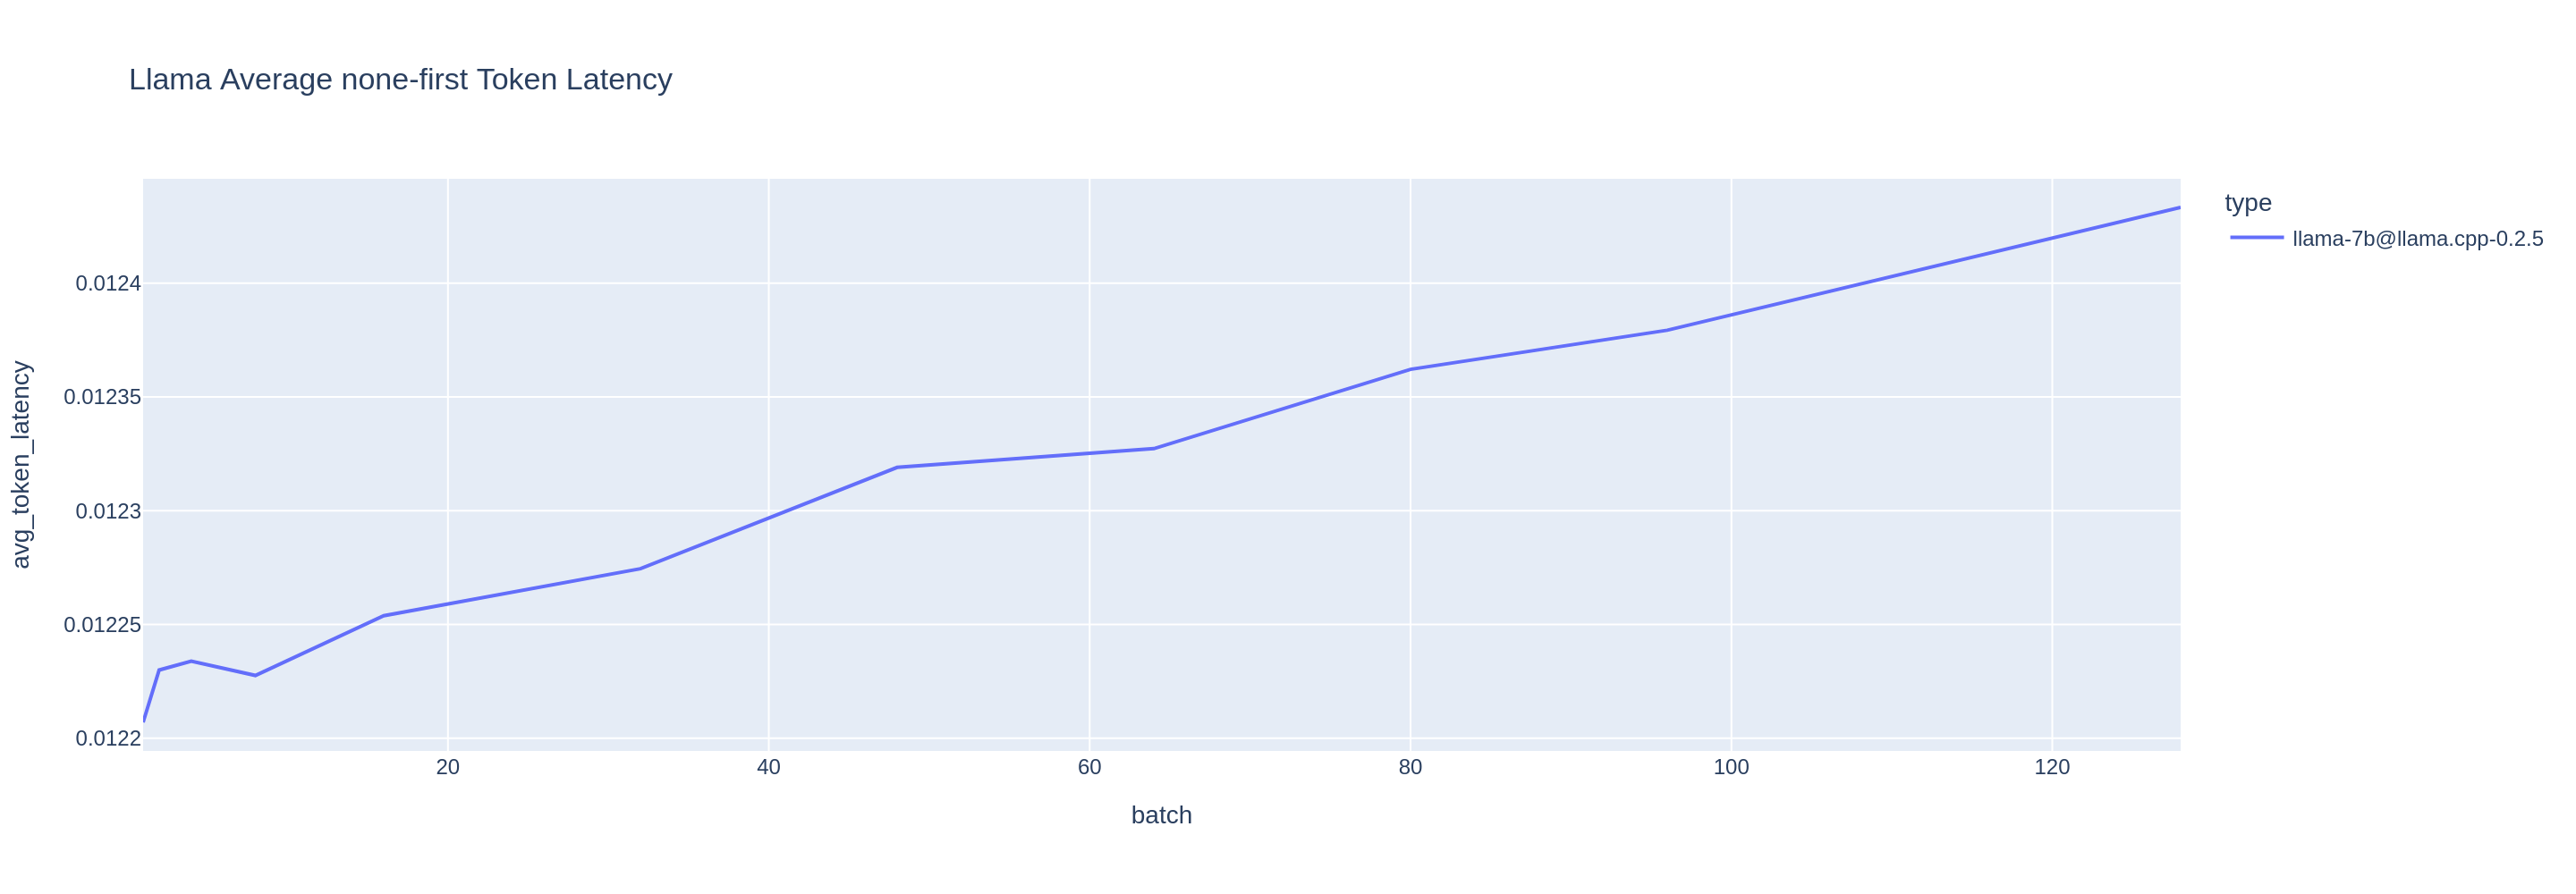 Llama Average none-first Token Latency
type
llama-7b@llama.cpp-0.2.5
avg_token_latency
0.0124
0.01235
0.0123
0.01225
0.0122
20 40 60 80 100 120
batch